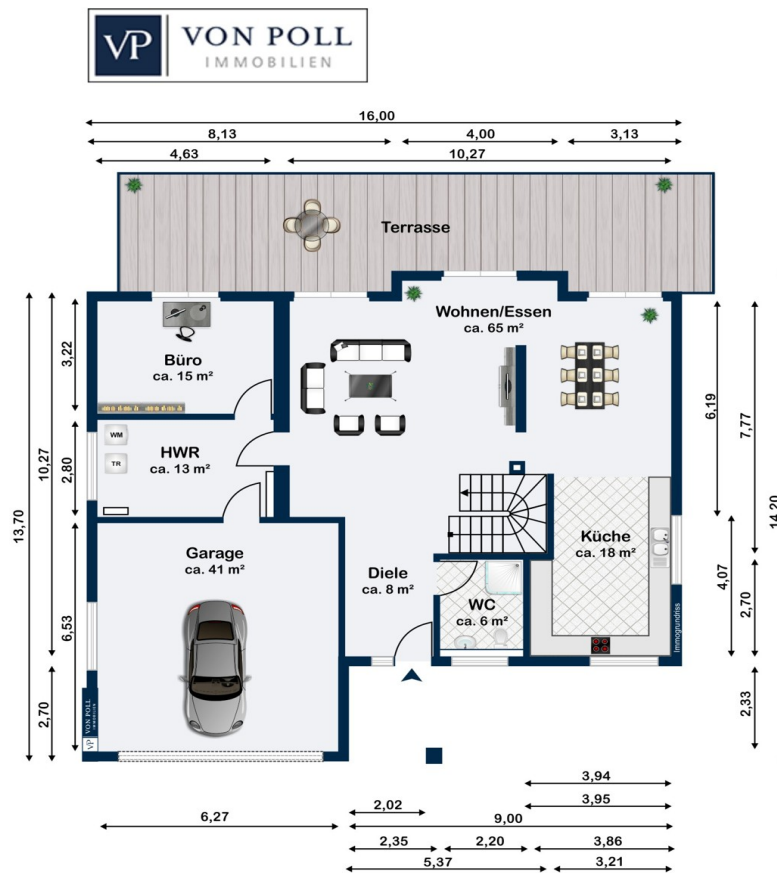 VP VON POLL
IMMOBILIEN
16,00
8,13 4,00 3,13
4,63 10,27
Terrasse
Wohnen/Essen
ca. 65 m²
Büro
ca. 15 m²
3,22
6,19
7,77
10,27
13,70
14,20
WM
TR
HWR
ca. 13 m²
2,80
Garage
ca. 41 m²
6,53
Diele
ca. 8 m²
WC
ca. 6 m²
Küche
ca. 18 m²
4,07
2,70
Immogrundriss
2,70
2,33
VP VON POLL
IMMOBILIEN
3,94
3,95
2,02
6,27 9,00
2,35 2,20 3,86
5,37 3,21